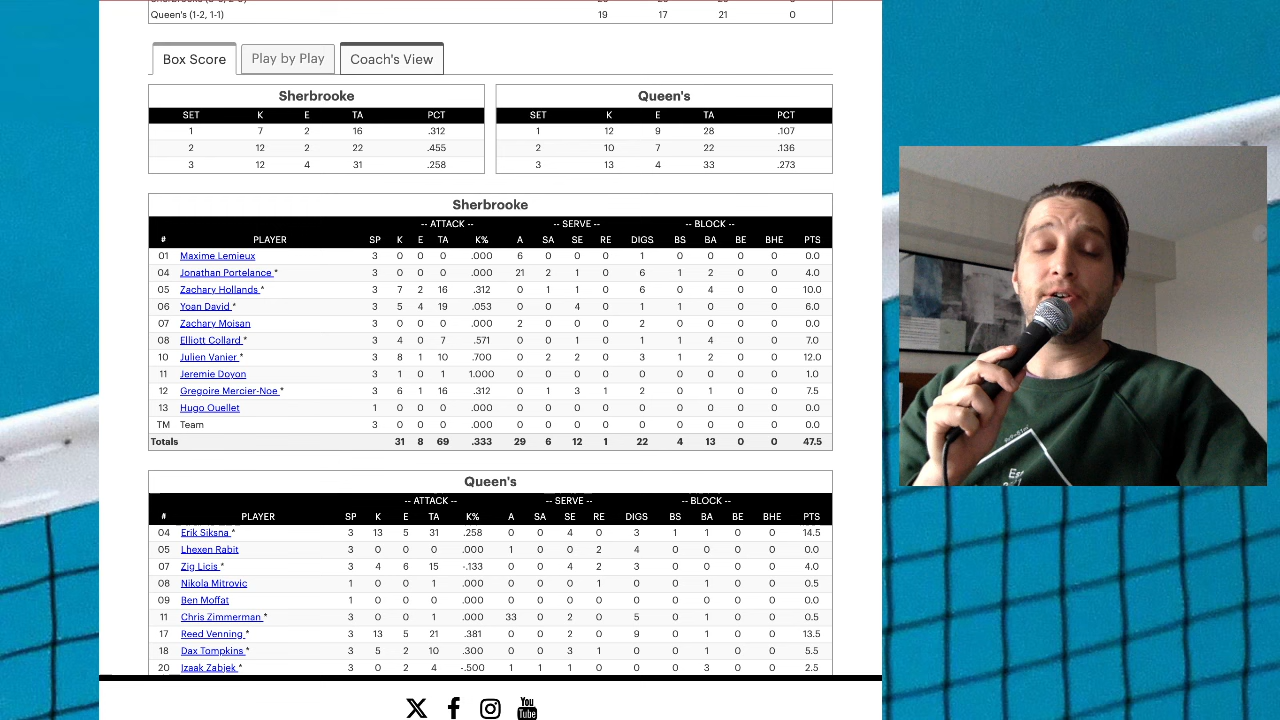 Queen's (1-2, 1-1) 19 17 21 0
Box Score Play by Play Coach's View
Sherbrooke
SET K E TA PCT
1 7 2 16 .312
2 12 2 22 .455
3 12 4 31 .258
Queen's
SET K E TA PCT
1 12 9 28 .107
2 10 7 22 .136
3 13 4 33 .273
Sherbrooke
-- ATTACK -- -- SERVE -- -- BLOCK --
# PLAYER SP K E TA K% A SA SE RE DIGS BS BA BE BHE PTS
01 Maxime Lemieux 3 0 0 0 .000 6 0 0 0 1 0 0 0 0 0.0
04 Jonathan Portelance * 3 0 0 0 .000 21 2 1 0 6 1 2 0 0 4.0
05 Zachary Hollands * 3 7 2 16 .312 0 1 1 0 6 0 4 0 0 10.0
06 Yoan David * 3 5 4 19 .053 0 0 4 0 1 1 0 0 0 6.0
07 Zachary Moisan 3 0 0 0 .000 2 0 0 0 2 0 0 0 0 0.0
08 Elliott Collard * 3 4 0 7 .571 0 0 1 0 1 1 4 0 0 7.0
10 Julien Vanier * 3 8 1 10 .700 0 2 2 0 3 1 2 0 0 12.0
11 Jeremie Doyon 3 1 0 1 1.000 0 0 0 0 0 0 0 0 0 1.0
12 Gregoire Mercier-Noe * 3 6 1 16 .312 0 1 3 1 2 0 1 0 0 7.5
13 Hugo Ouellet 1 0 0 0 .000 0 0 0 0 0 0 0 0 0 0.0
TM Team 3 0 0 0 .000 0 0 0 0 0 0 0 0 0 0.0
Totals 31 8 69 .333 29 6 12 1 22 4 13 0 0 47.5
Queen's
-- ATTACK -- -- SERVE -- -- BLOCK --
# PLAYER SP K E TA K% A SA SE RE DIGS BS BA BE BHE PTS
04 Erik Siksna * 3 13 5 31 .258 0 0 4 0 3 1 1 0 0 14.5
05 Lhexen Rabit 3 0 0 0 .000 1 0 0 2 4 0 0 0 0 0.0
07 Zig Licis * 3 4 6 15 -.133 0 0 4 2 3 0 0 0 0 4.0
08 Nikola Mitrovic 1 0 0 1 .000 0 0 0 1 0 0 1 0 0 0.5
09 Ben Moffat 1 0 0 0 .000 0 0 0 0 0 0 0 0 0 0.0
11 Chris Zimmerman * 3 0 0 1 .000 33 0 2 0 5 0 1 0 0 0.5
17 Reed Venning * 3 13 5 21 .381 0 0 2 0 9 0 1 0 0 13.5
18 Dax Tompkins * 3 5 2 10 .300 0 0 3 1 0 0 1 0 0 5.5
20 Izaak Zabjek * 3 0 2 4 -.500 1 1 1 0 0 0 3 0 0 2.5
You
Tube